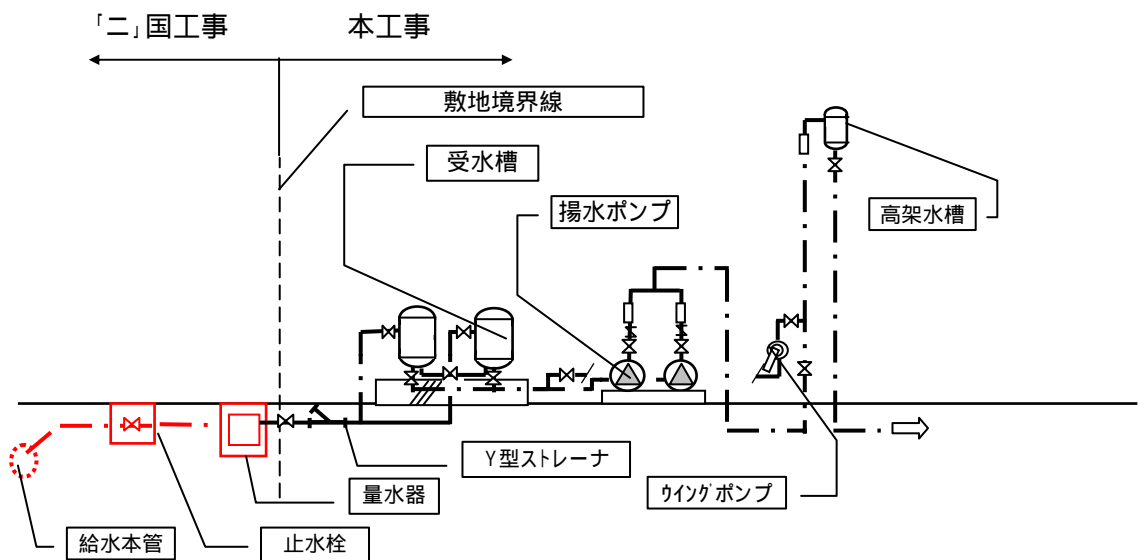 「ニ」国工事 本工事
敷地境界線
受水槽
揚水ポンプ
高架水槽
Y型ストレーナ
量水器
ウイングポンプ
給水本管
止水栓